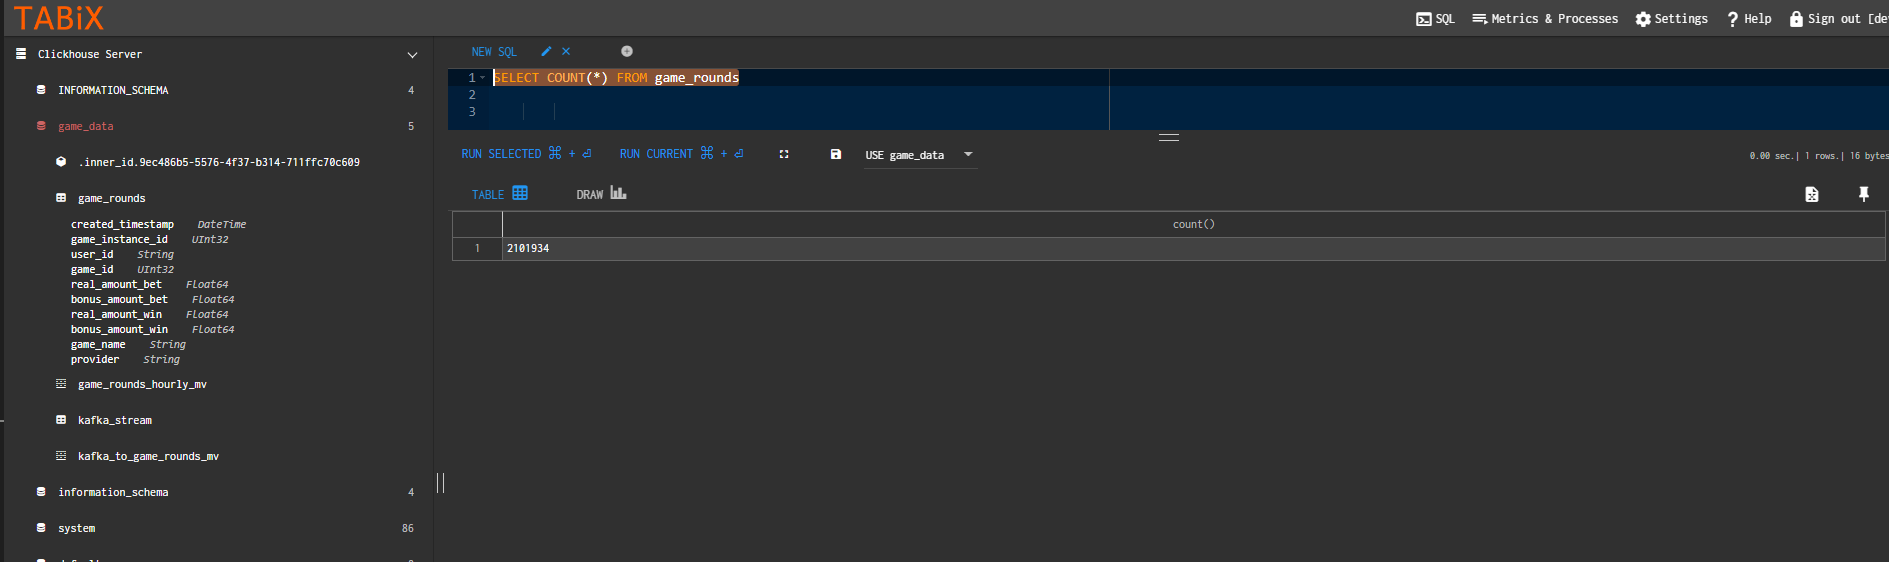 TABiX
SQL Metrics & Processes Settings Help Sign out [de
Clickhouse Server
INFORMATION_SCHEMA 4
game_data 5
.inner_id.9ec486b5-5576-4f37-b314-711ffc70c609
game_rounds
created_timestamp DateTime
game_instance_id UInt32
user_id String
game_id UInt32
real_amount_bet Float64
bonus_amount_bet Float64
real_amount_win Float64
bonus_amount_win Float64
game_name String
provider String
game_rounds_hourly_mv
kafka_stream
kafka_to_game_rounds_mv
information_schema 4
system 86
NEW SQL
1 SELECT COUNT(*) FROM game_rounds
2
3
RUN SELECTED ⌘ + ⏎ RUN CURRENT ⌘ + ⏎ USE game_data 0.00 sec.| 1 rows.| 16 bytes
TABLE DRAW
count()
1 2101934